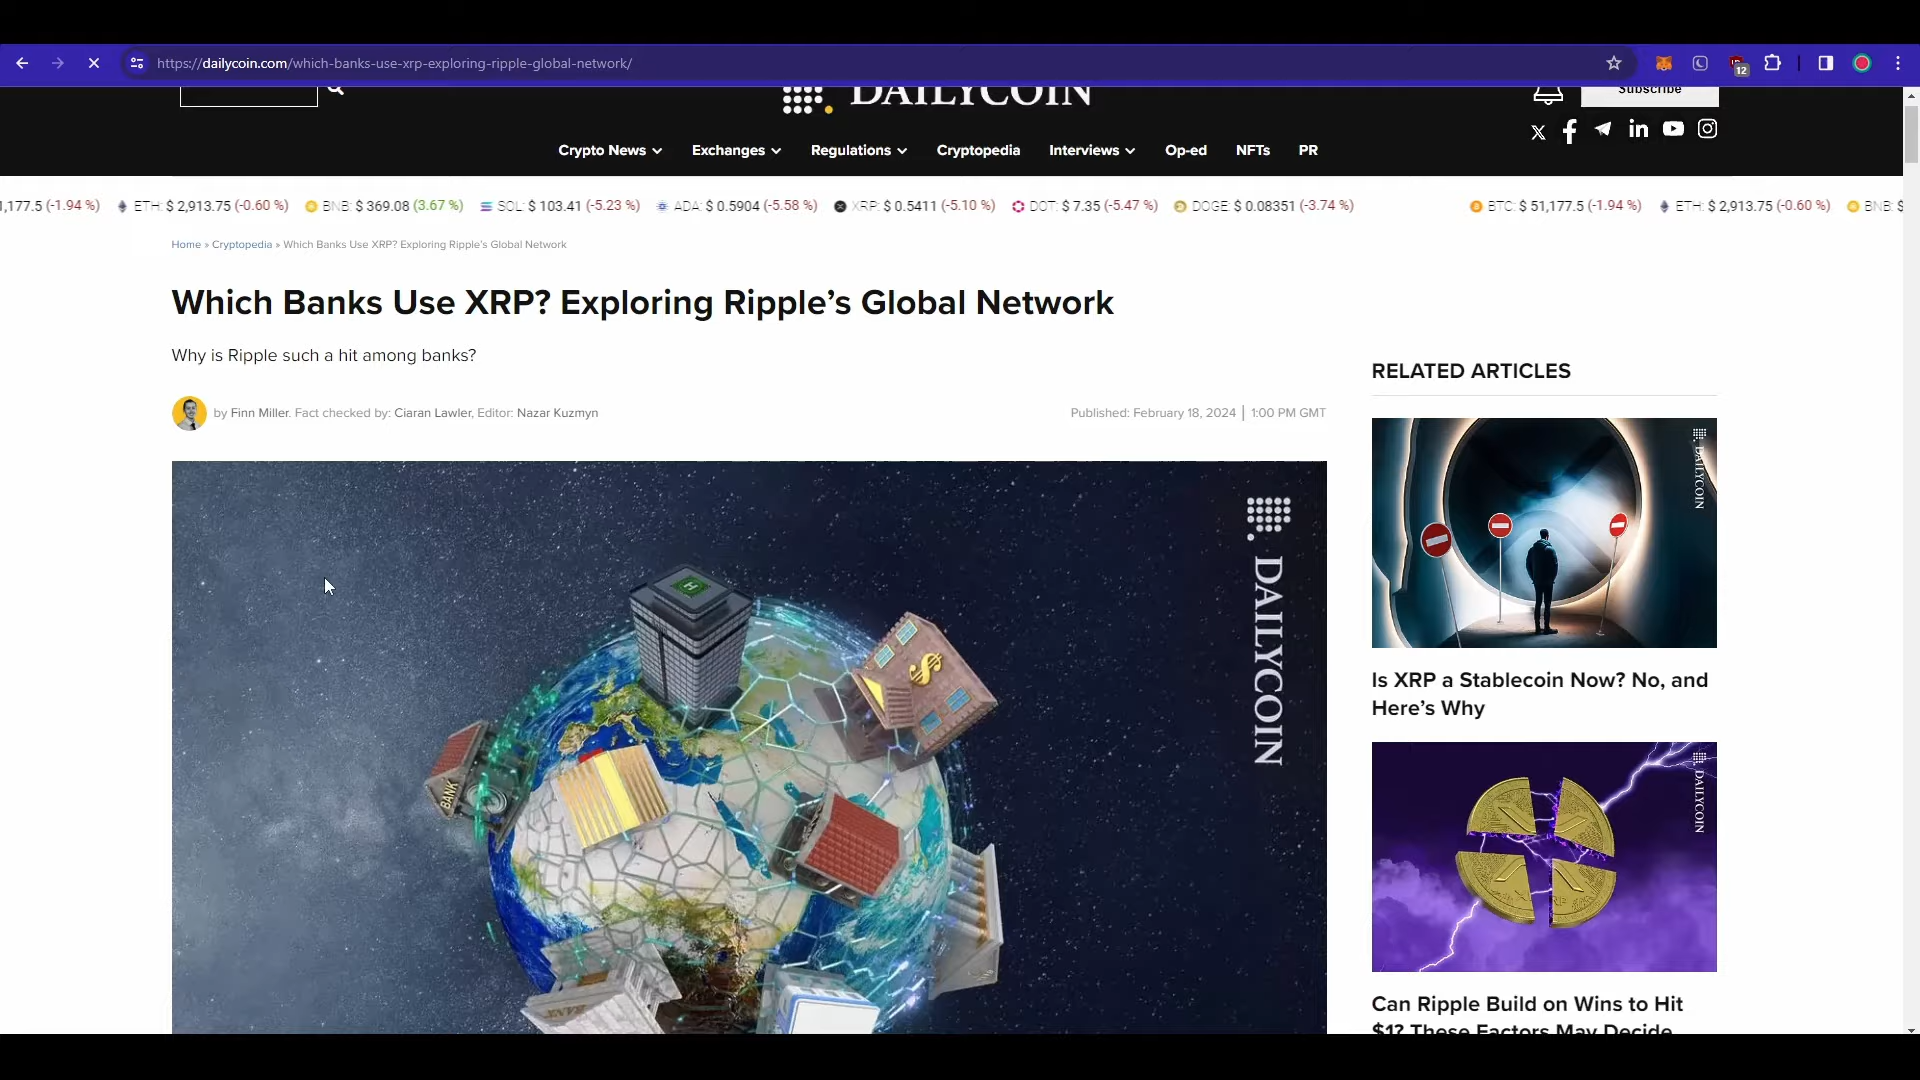 https://dailycoin.com/which-banks-use-xrp-exploring-ripple-global-network/
12
DAILYCOIN
Subscribe
Crypto News Exchanges Regulations Cryptopedia Interviews Op-ed NFTs PR
1,177.5 (-1.94 %) ETH: $ 2,913.75 (-0.60 %) BNB: $ 369.08 (3.67 %) SOL: $ 103.41 (-5.23 %) ADA: $ 0.5904 (-5.58 %) XRP: $ 0.5411 (-5.10 %) DOT: $ 7.35 (-5.47 %) DOGE: $ 0.08351 (-3.74 %) BTC: $ 51,177.5 (-1.94 %) ETH: $ 2,913.75 (-0.60 %) BNB: $
Home » Cryptopedia » Which Banks Use XRP? Exploring Ripple's Global Network
Which Banks Use XRP? Exploring Ripple’s Global Network
Why is Ripple such a hit among banks?
by Finn Miller. Fact checked by: Ciaran Lawler, Editor: Nazar Kuzmyn
Published: February 18, 2024 | 1:00 PM GMT
DAILYCOIN
H
$
BANK
RELATED ARTICLES
DAILYCOIN
Is XRP a Stablecoin Now? No, and
Here’s Why
DAILYCOIN
Can Ripple Build on Wins to Hit
$1? These Factors May Decide